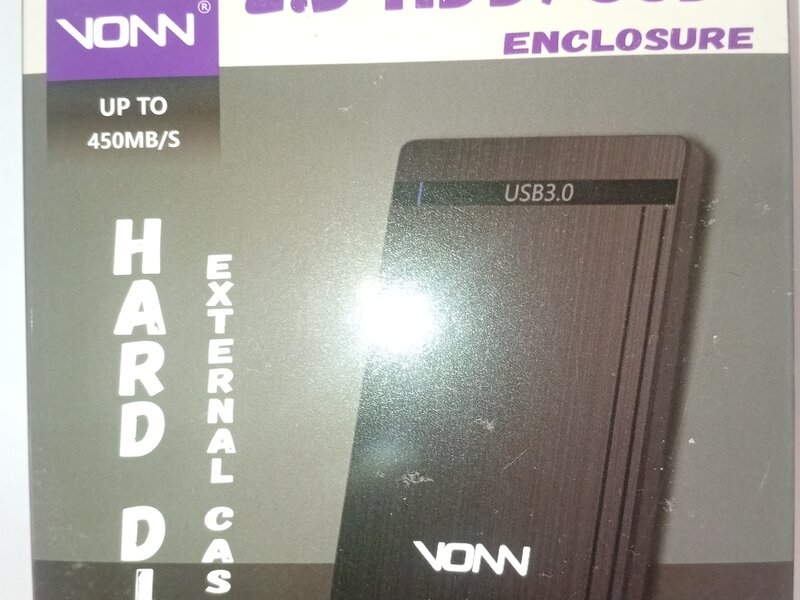 VONN®
ENCLOSURE
UP TO
450MB/S
USB3.0
HARD
EXTERNAL
VONN